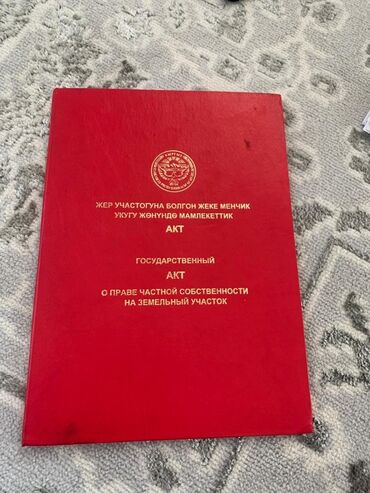 ЖЕР УЧАСТОГУНА БОЛГОН ЖЕКЕ МЕНЧИК
УКУГУ ЖӨНҮНДӨ МАМЛЕКЕТТИК
АКТ
ГОСУДАРСТВЕННЫЙ
АКТ
О ПРАВЕ ЧАСТНОЙ СОБСТВЕННОСТИ
НА ЗЕМЕЛЬНЫЙ УЧАСТОК